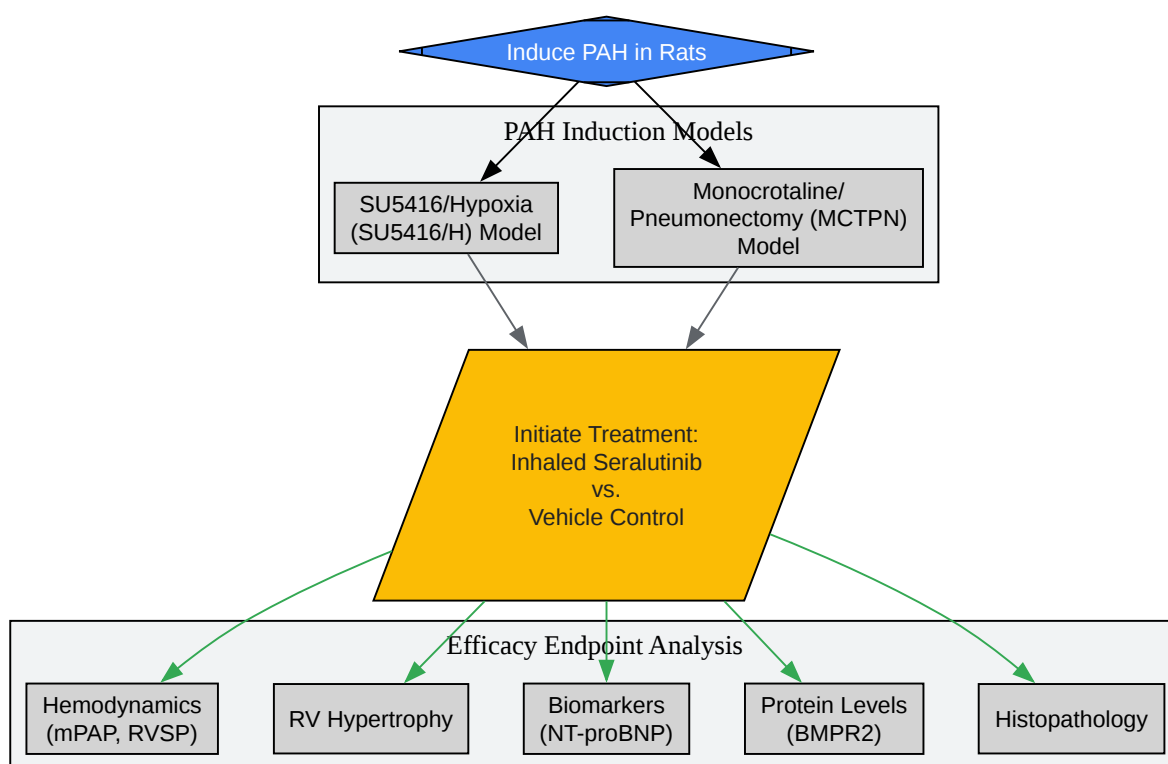 Induce PAH in Rats
PAH Induction Models
SU5416/Hypoxia
(SU5416/H) Model
Monocrotaline/
Pneumonectomy (MCTPN)
Model
Initiate Treatment:
Inhaled Seralutinib
vs.
Vehicle Control
Efficacy Endpoint Analysis
Hemodynamics
(mPAP, RVSP)
RV Hypertrophy
Biomarkers
(NT-proBNP)
Protein Levels
(BMPR2)
Histopathology